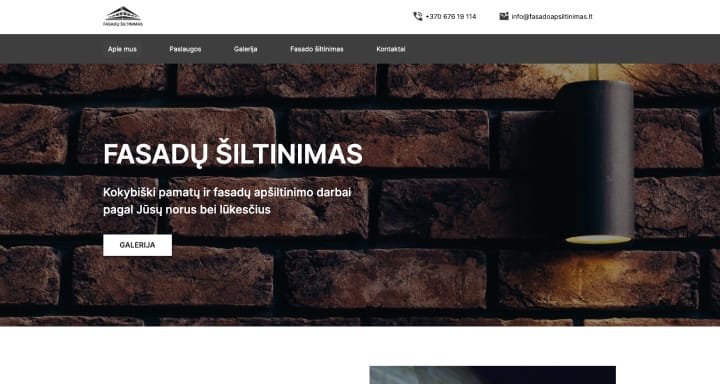 FASADŲ ŠILTINIMAS
+370 676 19 114
info@fasadoapsiltinimas.lt
Apie mus
Paslaugos
Galerija
Fasado šiltinimas
Kontaktai
FASADŲ ŠILTINIMAS
Kokybiški pamatų ir fasadų apšiltinimo darbai
pagal Jūsų norus bei lūkesčius
GALERIJA